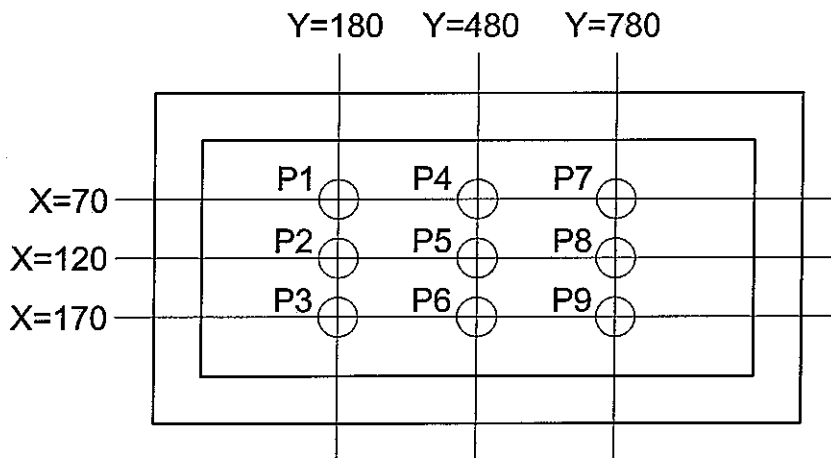 Y=180 Y=480 Y=780
P1 P4 P7
X=70
P2 P5 P8
X=120
P3 P6 P9
X=170